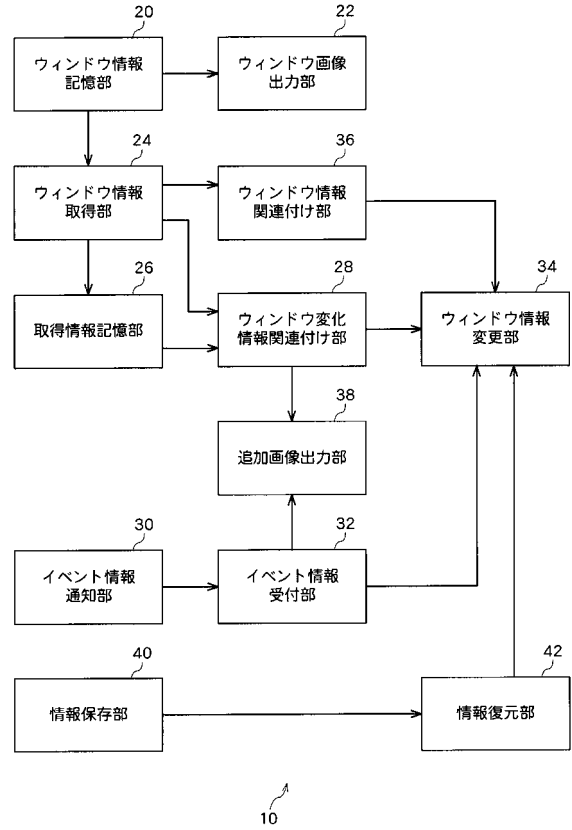 20
ウィンドウ情報
記憶部
22
ウィンドウ画像
出力部
24
ウィンドウ情報
取得部
36
ウィンドウ情報
関連付け部
26
取得情報記憶部
28
ウィンドウ変化
情報関連付け部
34
ウィンドウ情報
変更部
38
追加画像出力部
30
イベント情報
通知部
32
イベント情報
受付部
40
情報保存部
42
情報復元部
10